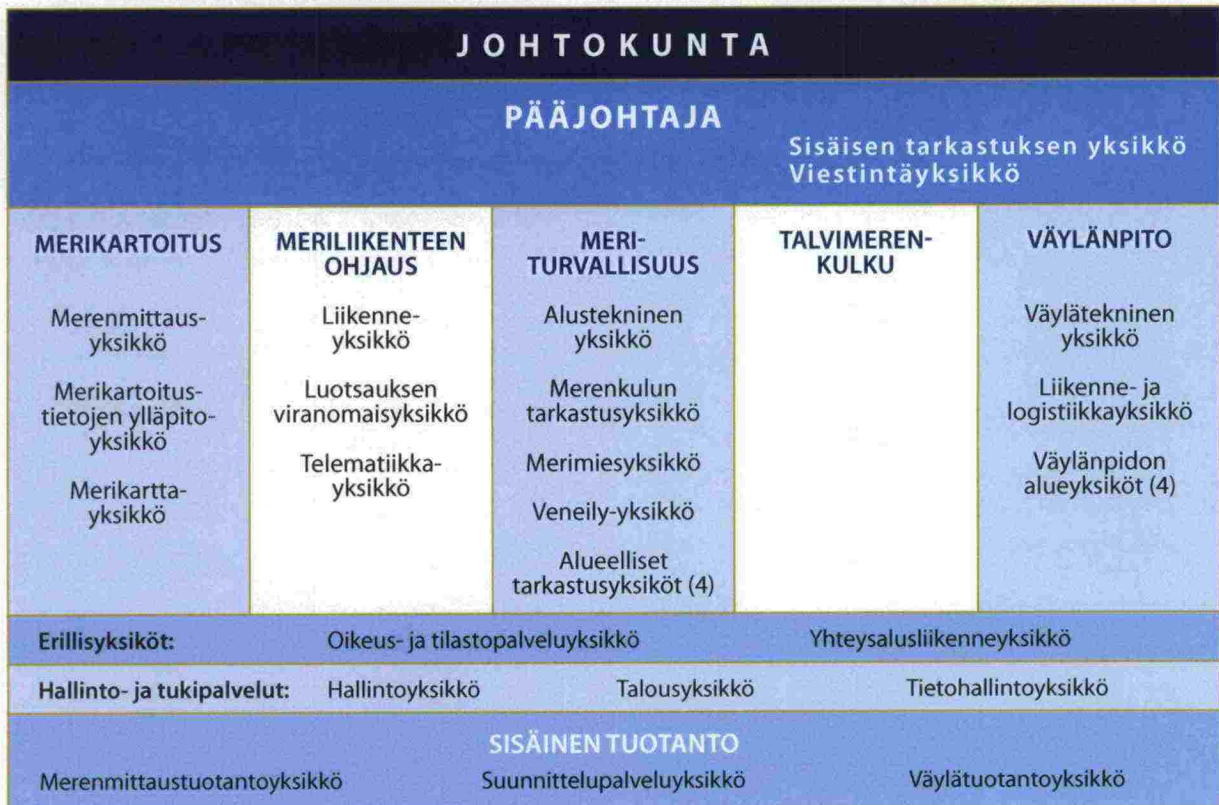 JOHTOKUNTA
PÄÄJOHTAJA
Sisäisen tarkastuksen yksikkö
Viestintäyksikkö
MERIKARTOITUS
Merenmittaus-
yksikkö
Merikartoitus-
tietojen ylläpito-
yksikkö
Merikartta-
yksikkö
MERILIIKENTEEN
OHJAUS
Liikenne-
yksikkö
Luotsauksen
viranomaisyksikkö
Telematiikka-
yksikkö
MERI-
TURVALLISUUS
Alustekninen
yksikkö
Merenkulun
tarkastusyksikkö
Merimiesyksikkö
Veneily-yksikkö
Alueelliset
tarkastusyksiköt (4)
TALVIMEREN-
KULKU
VÄYLÄNPITO
Väylätekninen
yksikkö
Liikenne- ja
logistiikkayksikkö
Väylänpidon
alueyksiköt (4)
Erillisyksiköt: Oikeus- ja tilastopalveluyksikkö Yhteysalusliikenneyksikkö
Hallinto- ja tukipalvelut: Hallintoyksikkö Talousyksikkö Tietohallintoyksikkö
SISÄINEN TUOTANTO
Merenmittaustuotantoyksikkö Suunnittelupalveluyksikkö Väylätuotantoyksikkö